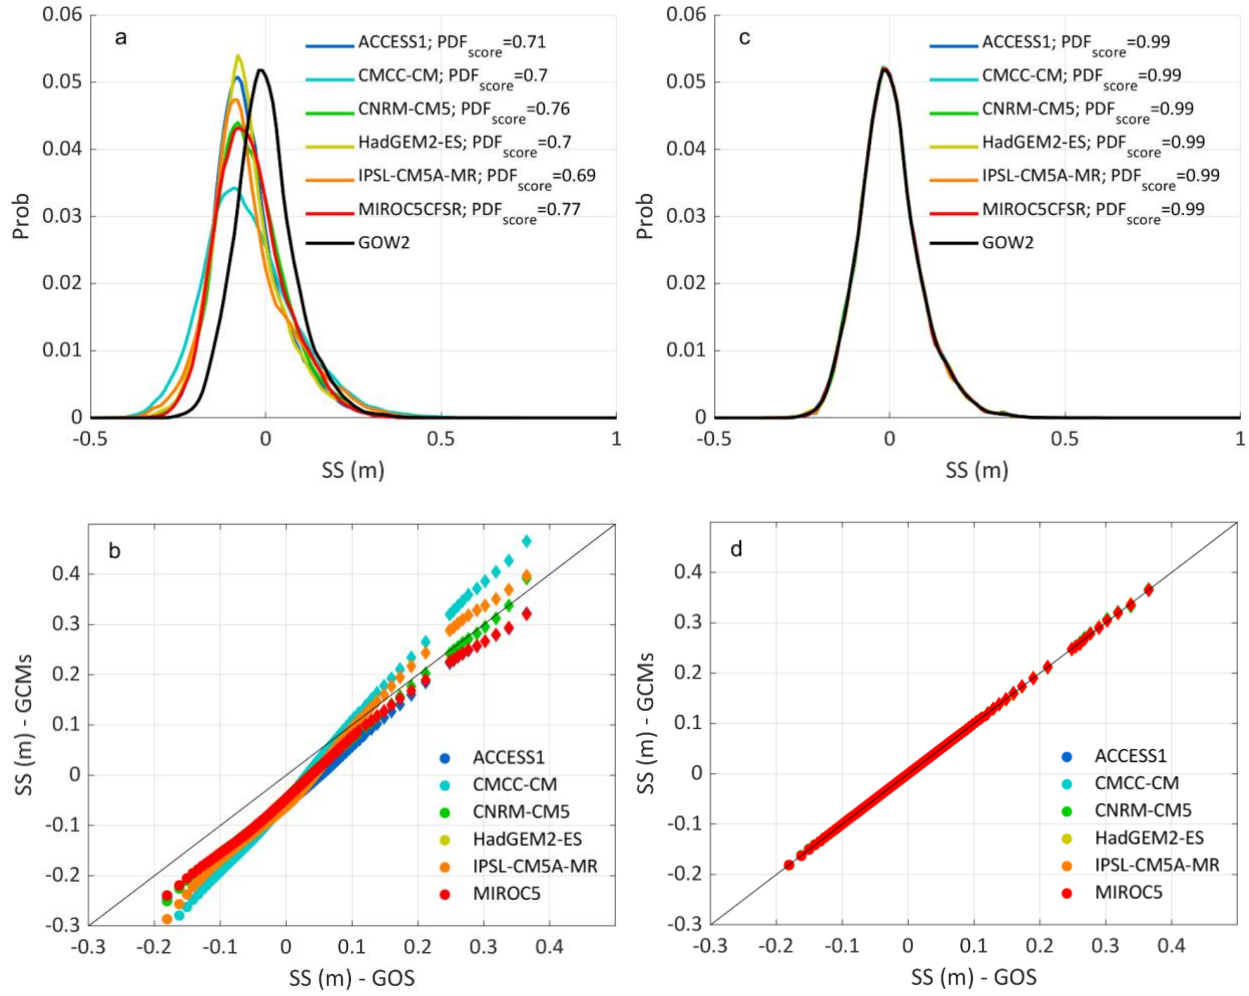 a
0.06
0.05
0.04
0.03
0.02
0.01
0
Prob
-0.5
0
0.5
1
SS (m)
ACCESS1; PDFscore=0.71
CMCC-CM; PDFscore=0.7
CNRM-CM5; PDFscore=0.76
HadGEM2-ES; PDFscore=0.7
IPSL-CM5A-MR; PDFscore=0.69
MIROC5CFSR; PDFscore=0.77
GOW2
c
0.06
0.05
0.04
0.03
0.02
0.01
0
Prob
-0.5
0
0.5
1
SS (m)
ACCESS1; PDFscore=0.99
CMCC-CM; PDFscore=0.99
CNRM-CM5; PDFscore=0.99
HadGEM2-ES; PDFscore=0.99
IPSL-CM5A-MR; PDFscore=0.99
MIROC5CFSR; PDFscore=0.99
GOW2
b
0.4
0.3
0.2
0.1
0
-0.1
-0.2
-0.3
SS (m) - GCMs
-0.3
-0.2
-0.1
0
0.1
0.2
0.3
0.4
SS (m) - GOS
ACCESS1
CMCC-CM
CNRM-CM5
HadGEM2-ES
IPSL-CM5A-MR
MIROC5
d
0.4
0.3
0.2
0.1
0
-0.1
-0.2
-0.3
SS (m) - GCMs
-0.3
-0.2
-0.1
0
0.1
0.2
0.3
0.4
SS (m) - GOS
ACCESS1
CMCC-CM
CNRM-CM5
HadGEM2-ES
IPSL-CM5A-MR
MIROC5